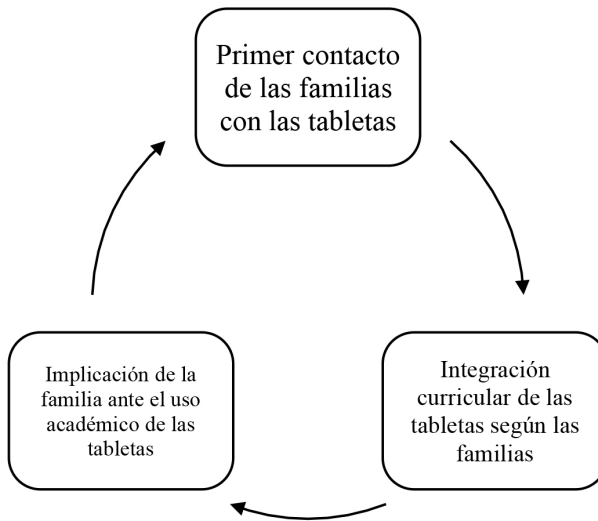 Primer contacto
de las familias
con las tabletas
Integración
curricular de las
tabletas según las
familias
Implicación de la
familia ante el uso
académico de las
tabletas